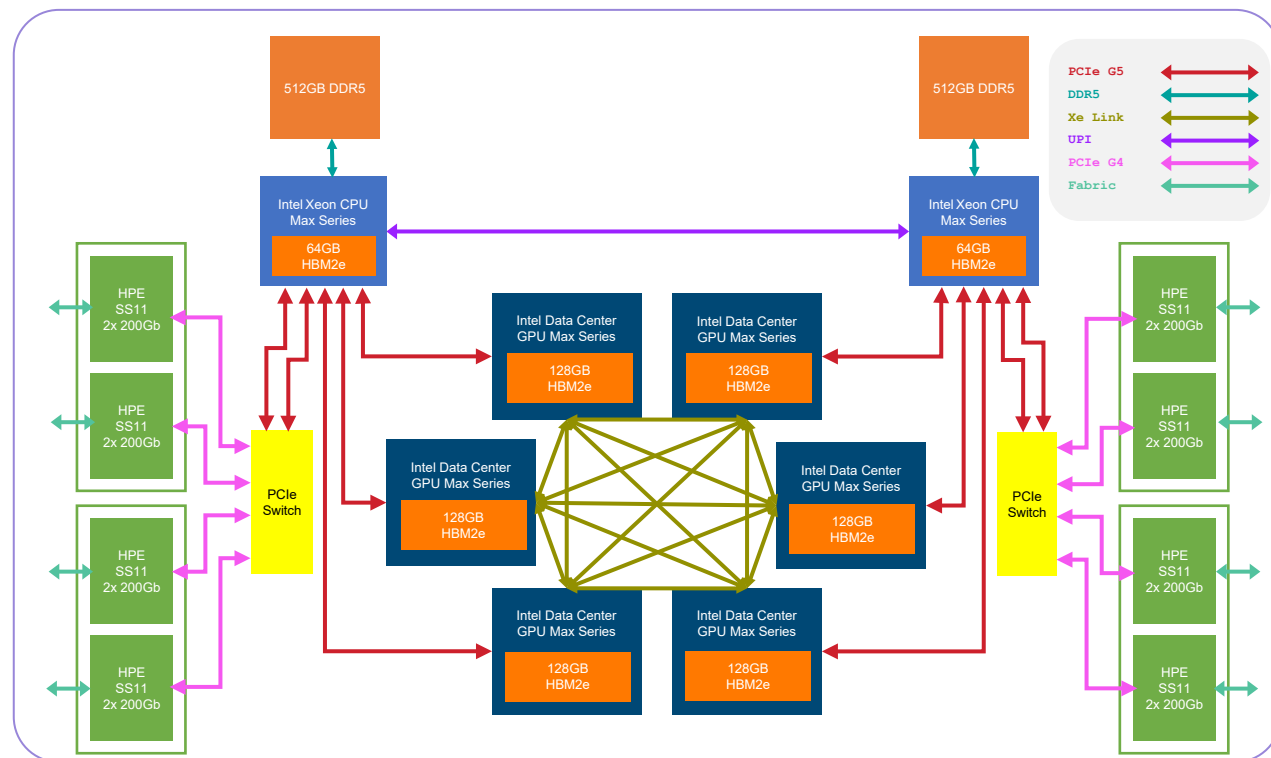 512GB DDR5
512GB DDR5
PCIe G5
DDR5
Xe Link
UPI
PCIe G4
Fabric
Intel Xeon CPU
Max Series
64GB
HBM2e
Intel Xeon CPU
Max Series
64GB
HBM2e
HPE
SS11
2x 200Gb
HPE
SS11
2x 200Gb
HPE
SS11
2x 200Gb
HPE
SS11
2x 200Gb
PCIe
Switch
Intel Data Center
GPU Max Series
128GB
HBM2e
Intel Data Center
GPU Max Series
128GB
HBM2e
Intel Data Center
GPU Max Series
128GB
HBM2e
Intel Data Center
GPU Max Series
128GB
HBM2e
Intel Data Center
GPU Max Series
128GB
HBM2e
Intel Data Center
GPU Max Series
128GB
HBM2e
PCIe
Switch
HPE
SS11
2x 200Gb
HPE
SS11
2x 200Gb
HPE
SS11
2x 200Gb
HPE
SS11
2x 200Gb